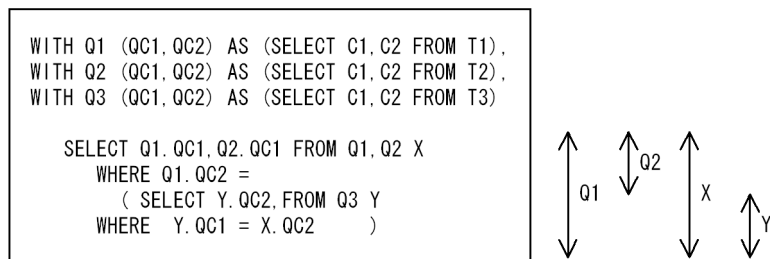 WITH Q1 (QC1,QC2) AS (SELECT C1,C2 FROM T1),
WITH Q2 (QC1,QC2) AS (SELECT C1,C2 FROM T2),
WITH Q3 (QC1,QC2) AS (SELECT C1,C2 FROM T3)
SELECT Q1.QC1,Q2.QC1 FROM Q1,Q2 X
WHERE Q1.QC2 =
( SELECT Y.QC2,FROM Q3 Y
WHERE Y.QC1 = X.QC2 )
Q1
Q2
X
Y